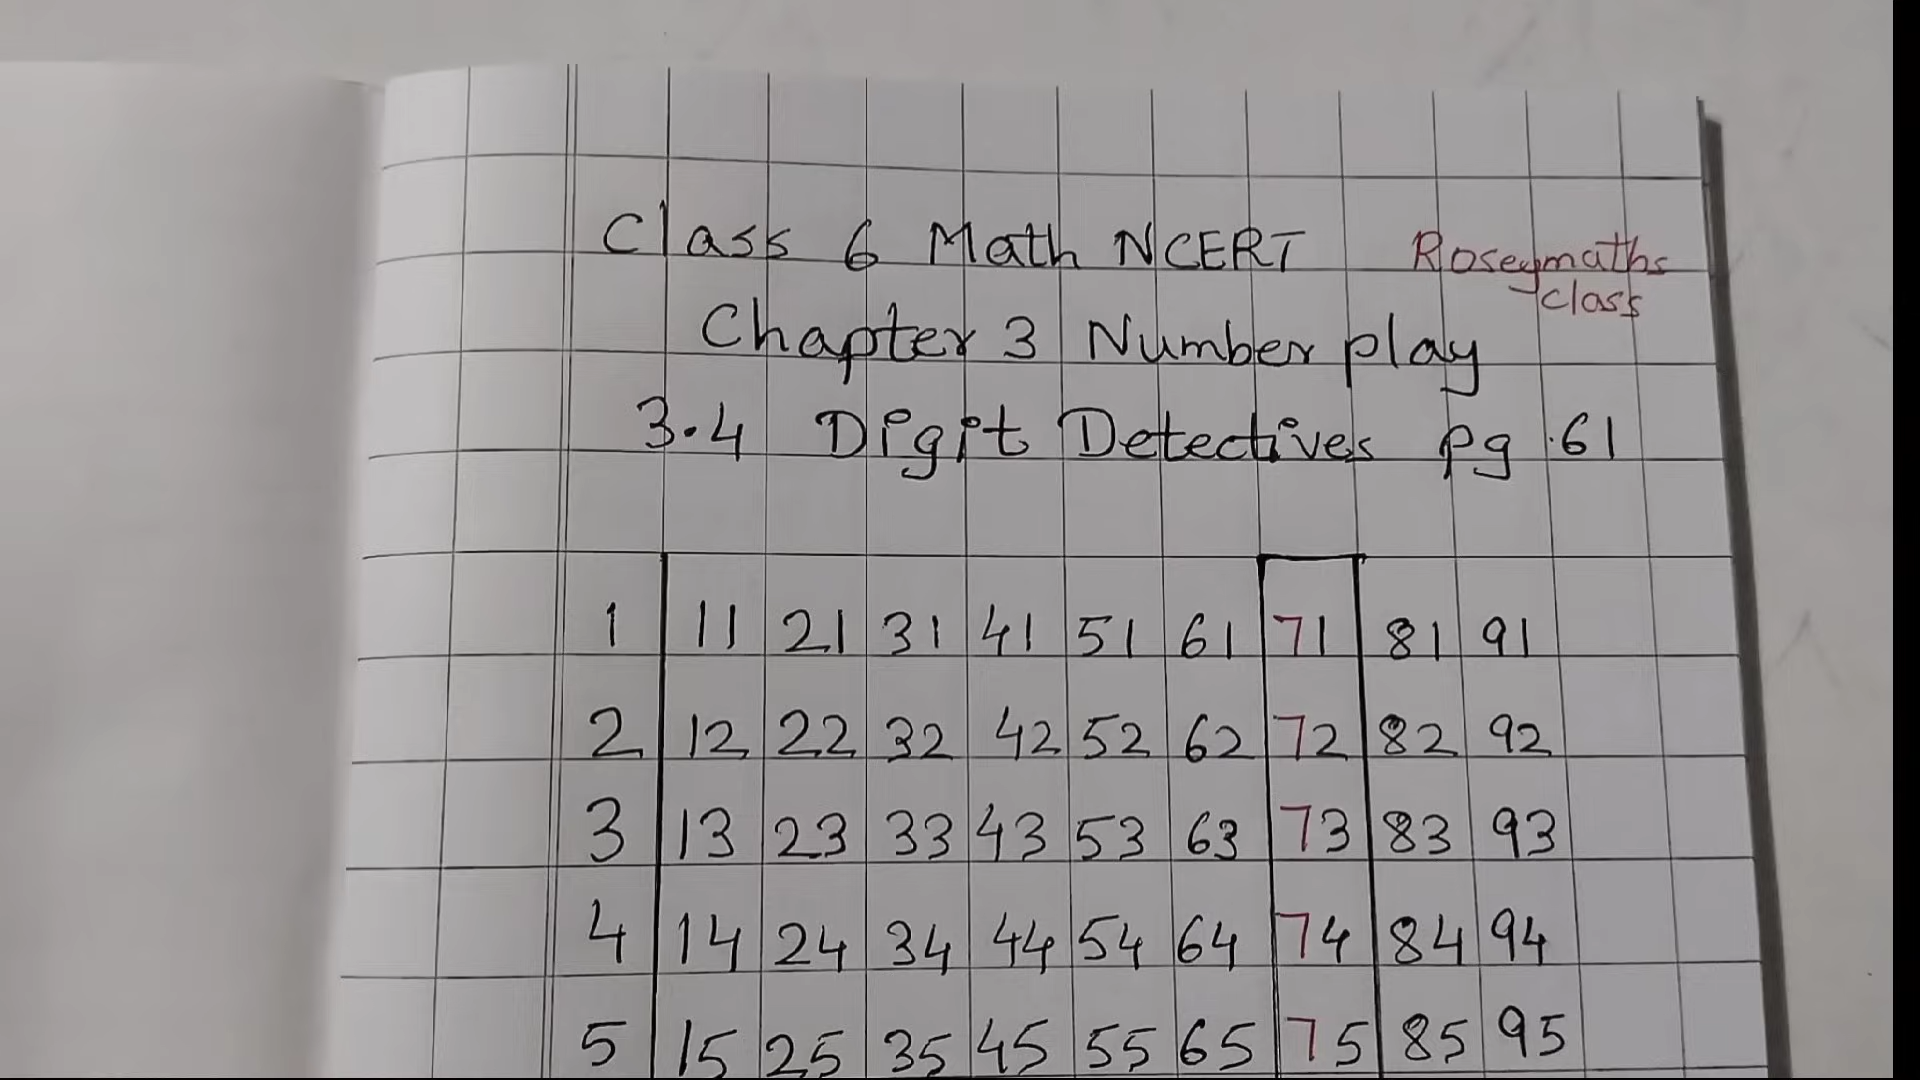 Class 6 Math NCERT Roseymaths
class
Chapter 3 Number play
3.4 Digit Detectives pg.61
1 11 21 31 41 51 61 71 81 91
2 12 22 32 42 52 62 72 82 92
3 13 23 33 43 53 63 73 83 93
4 14 24 34 44 54 64 74 84 94
5 15 25 35 45 55 65 75 85 95